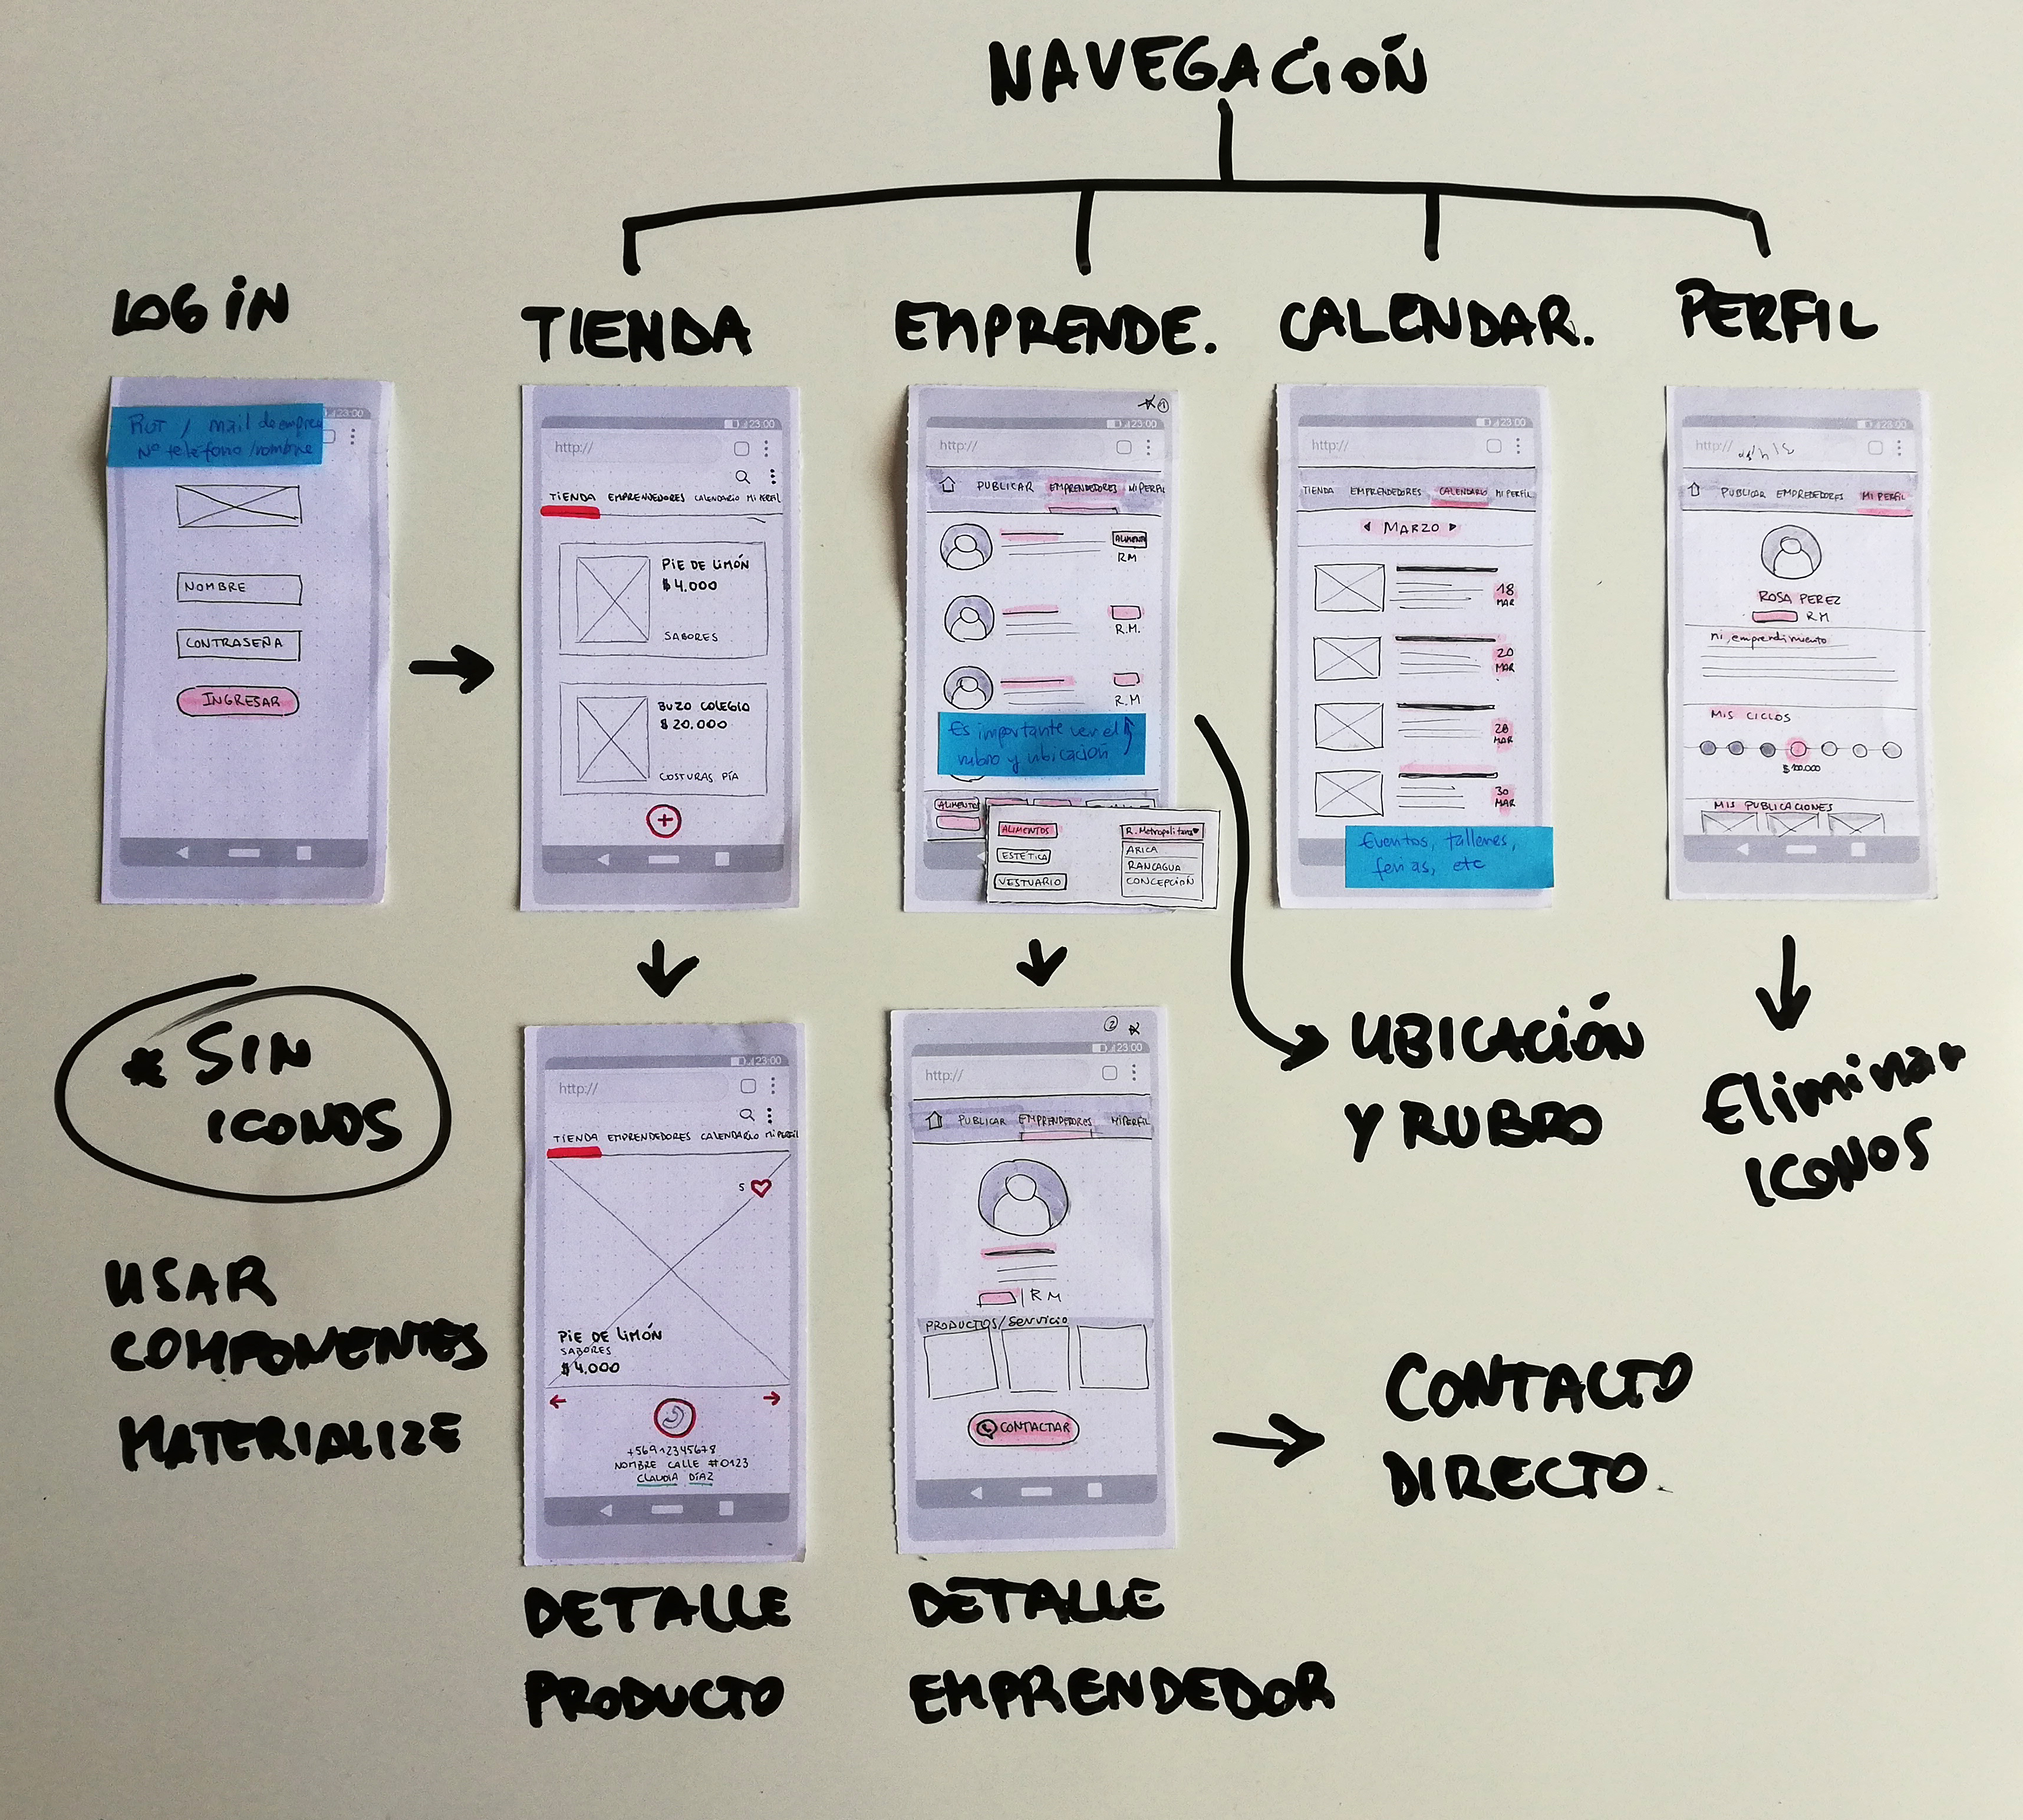 NAVEGACIÓN
LOG IN
TIENDA
EMPRENDE.
CALENDAR.
PERFIL
RUT / mail de empren
Nº teléfono/nombre
23:00
NOMBRE
CONTRASEÑA
INGRESAR
23:00
http://
TIENDA EMPRENDEDORES CALENDARIO MI PERFIL
PIE DE LIMÓN
$4.000
SABORES
BUZO COLEGIO
$20.000
COSTURAS PÍA
+
1
23:00
http://
PUBLICAR EMPRENDEDORES MI PERFIL
ALIMENTO
RM
R.M.
R.M
Es importante ver el
rubro y ubicación
ALIMENTOS
ALIMENTOS
ESTÉTICA
VESTUARIO
R. Metropolitana
ARICA
RANCAGUA
CONCEPCIÓN
23:00
http://
TIENDA EMPRENDEDORES CALENDARIO MI PERFIL
MARZO
18
MAR
20
MAR
28
MAR
30
MAR
Eventos, talleres,
ferias, etc
23:00
http://
PUBLICAR EMPREDEDORES MI PERFIL
ROSA PEREZ
RM
mi emprendimiento
MIS CICLOS
$100.000
MIS PUBLICACIONES
* SIN
ICONOS
USAR
COMPONENTES
MATERIALIZE
23:00
http://
TIENDA EMPRENDEDORES CALENDARIO MI PERFIL
5
PIE DE LIMÓN
SABORES
$4.000
+56912345678
NOMBRE CALLE #0123
CLAUDIA DÍAZ
DETALLE
PRODUCTO
2
23:00
http://
PUBLICAR EMPRENDEDORES MI PERFIL
RM
PRODUCTOS/SERVICIO
CONTACTAR
DETALLE
EMPRENDEDOR
UBICACIÓN
Y RUBRO
Eliminar
ICONOS
CONTACTO
DIRECTO